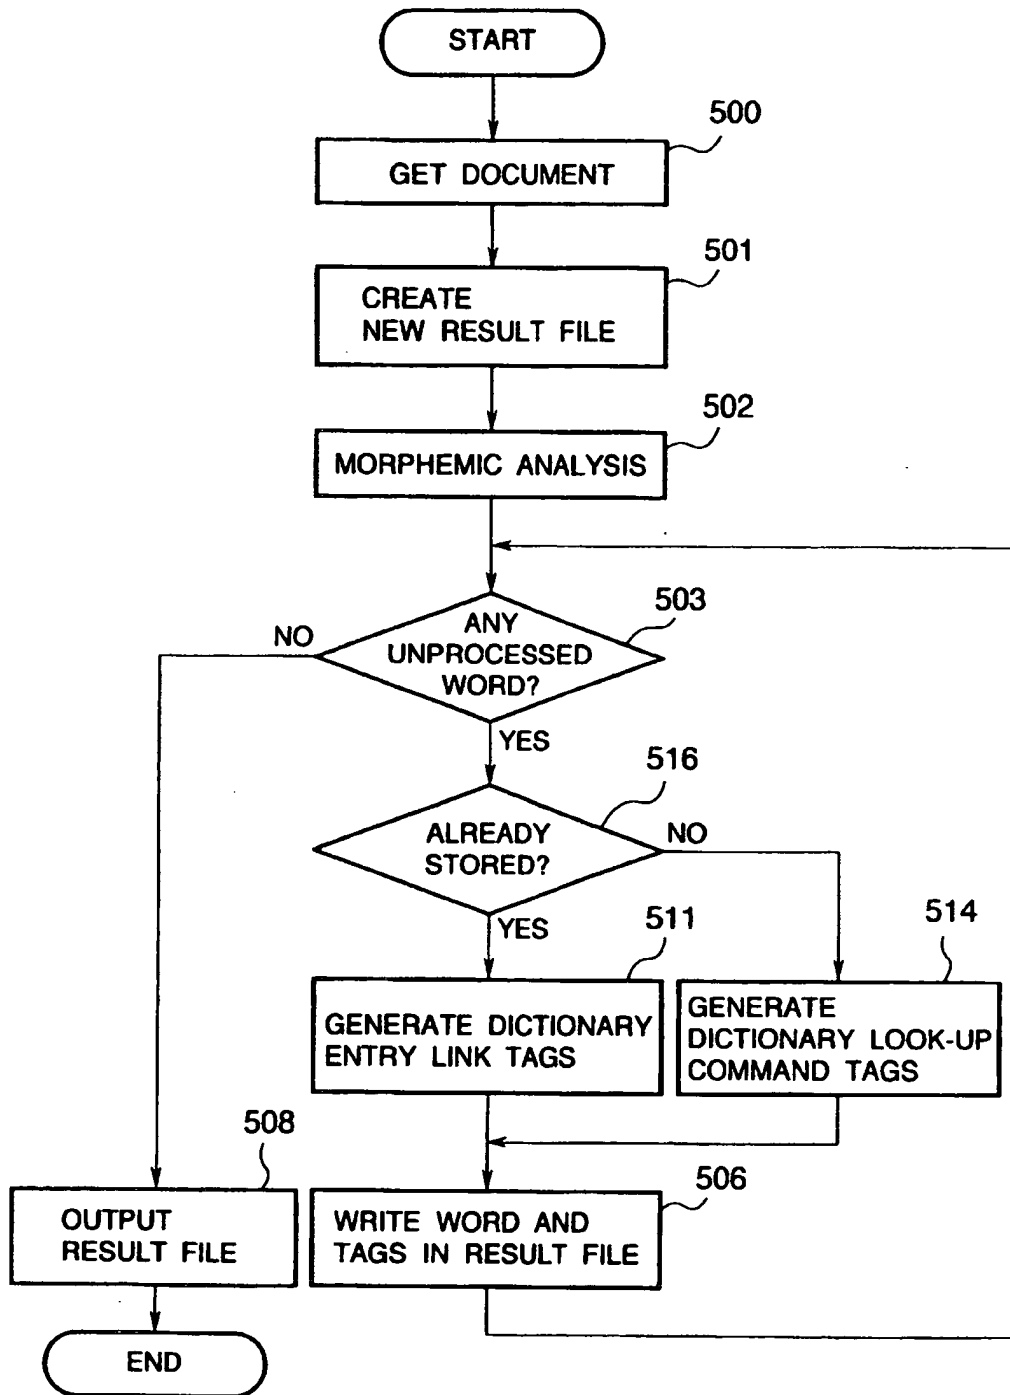 START
500
GET DOCUMENT
501
CREATE
NEW RESULT FILE
502
MORPHEMIC ANALYSIS
503
ANY
UNPROCESSED
WORD?
NO
YES
516
ALREADY
STORED?
NO
YES
511
GENERATE DICTIONARY
ENTRY LINK TAGS
514
GENERATE
DICTIONARY LOOK-UP
COMMAND TAGS
508
OUTPUT
RESULT FILE
506
WRITE WORD AND
TAGS IN RESULT FILE
END